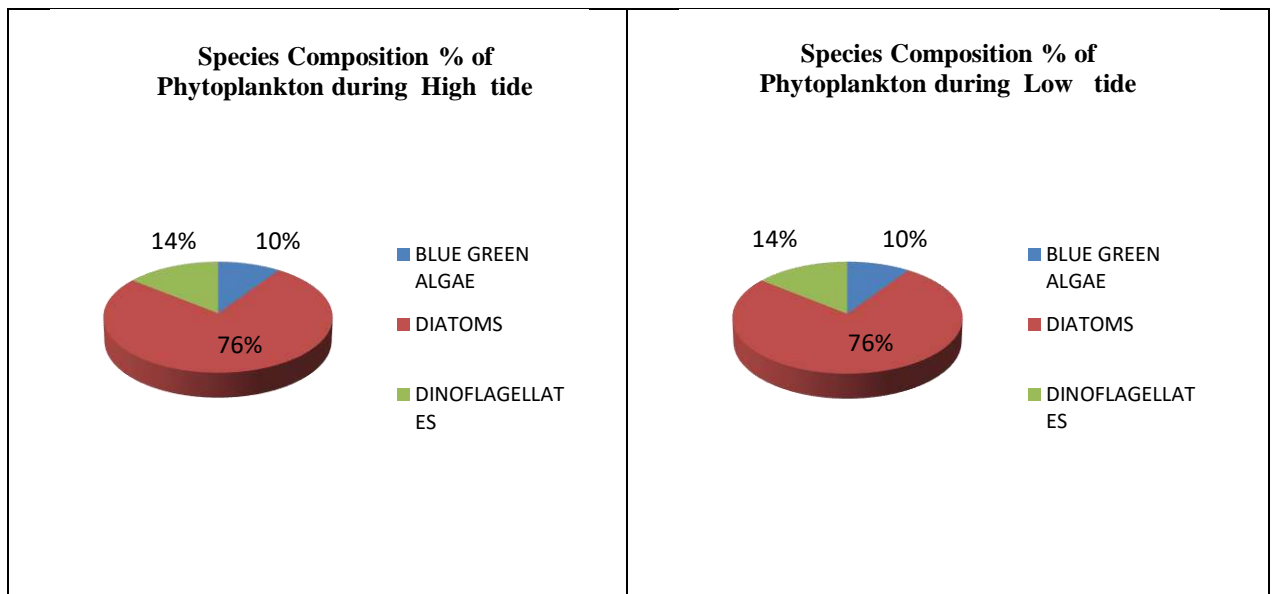 Species Composition % of
Phytoplankton during High tide
14%
10%
76%
BLUE GREEN
ALGAE
DIATOMS
DINOFLAGELLAT
ES
Species Composition % of
Phytoplankton during Low tide
14%
10%
76%
BLUE GREEN
ALGAE
DIATOMS
DINOFLAGELLAT
ES